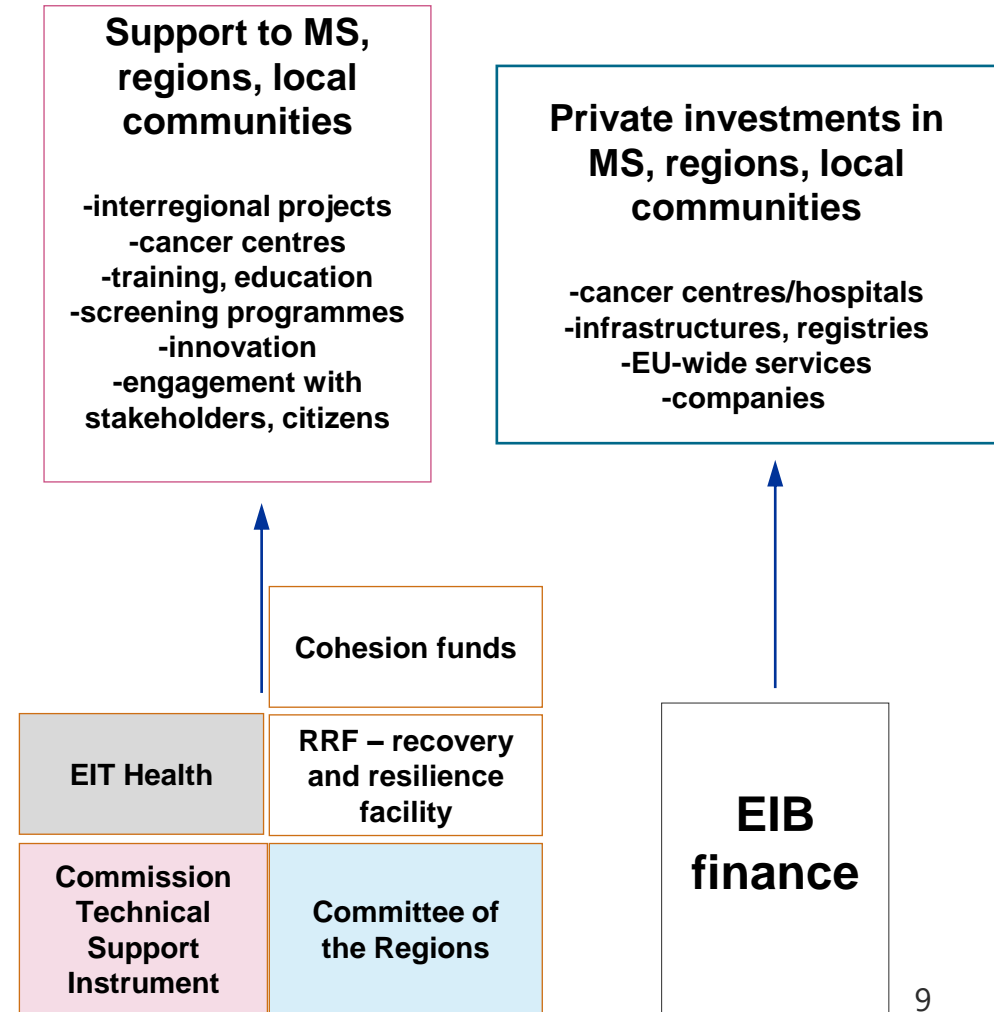 Support to MS,
regions, local
communities
-interregional projects
-cancer centres
-training, education
-screening programmes
-innovation
-engagement with
stakeholders, citizens
Private investments in
MS, regions, local
communities
-cancer centres/hospitals
-infrastructures, registries
-EU-wide services
-companies
Cohesion funds
EIT Health
RRF – recovery
and resilience
facility
Commission
Technical
Support
Instrument
Committee of
the Regions
EIB
finance
9